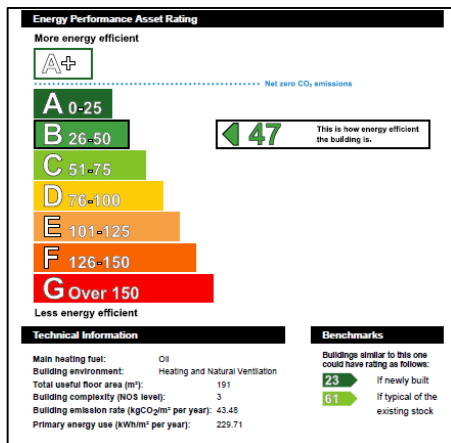 Energy Performance Asset Rating
More energy efficient
A+
Net zero CO₂ emissions
A 0-25
B 26-50
47
This is how energy efficient
the building is.
C 51-75
D 76-100
E 101-125
F 126-150
G Over 150
Less energy efficient
Technical Information
Main heating fuel: Oil
Building environment: Heating and Natural Ventilation
Total useful floor area (m²): 191
Building complexity (NOS level): 3
Building emission rate (kgCO₂/m² per year): 43.48
Primary energy use (kWh/m² per year): 229.71
Benchmarks
Buildings similar to this one
could have rating as follows:
23 If newly built
61 If typical of the
existing stock